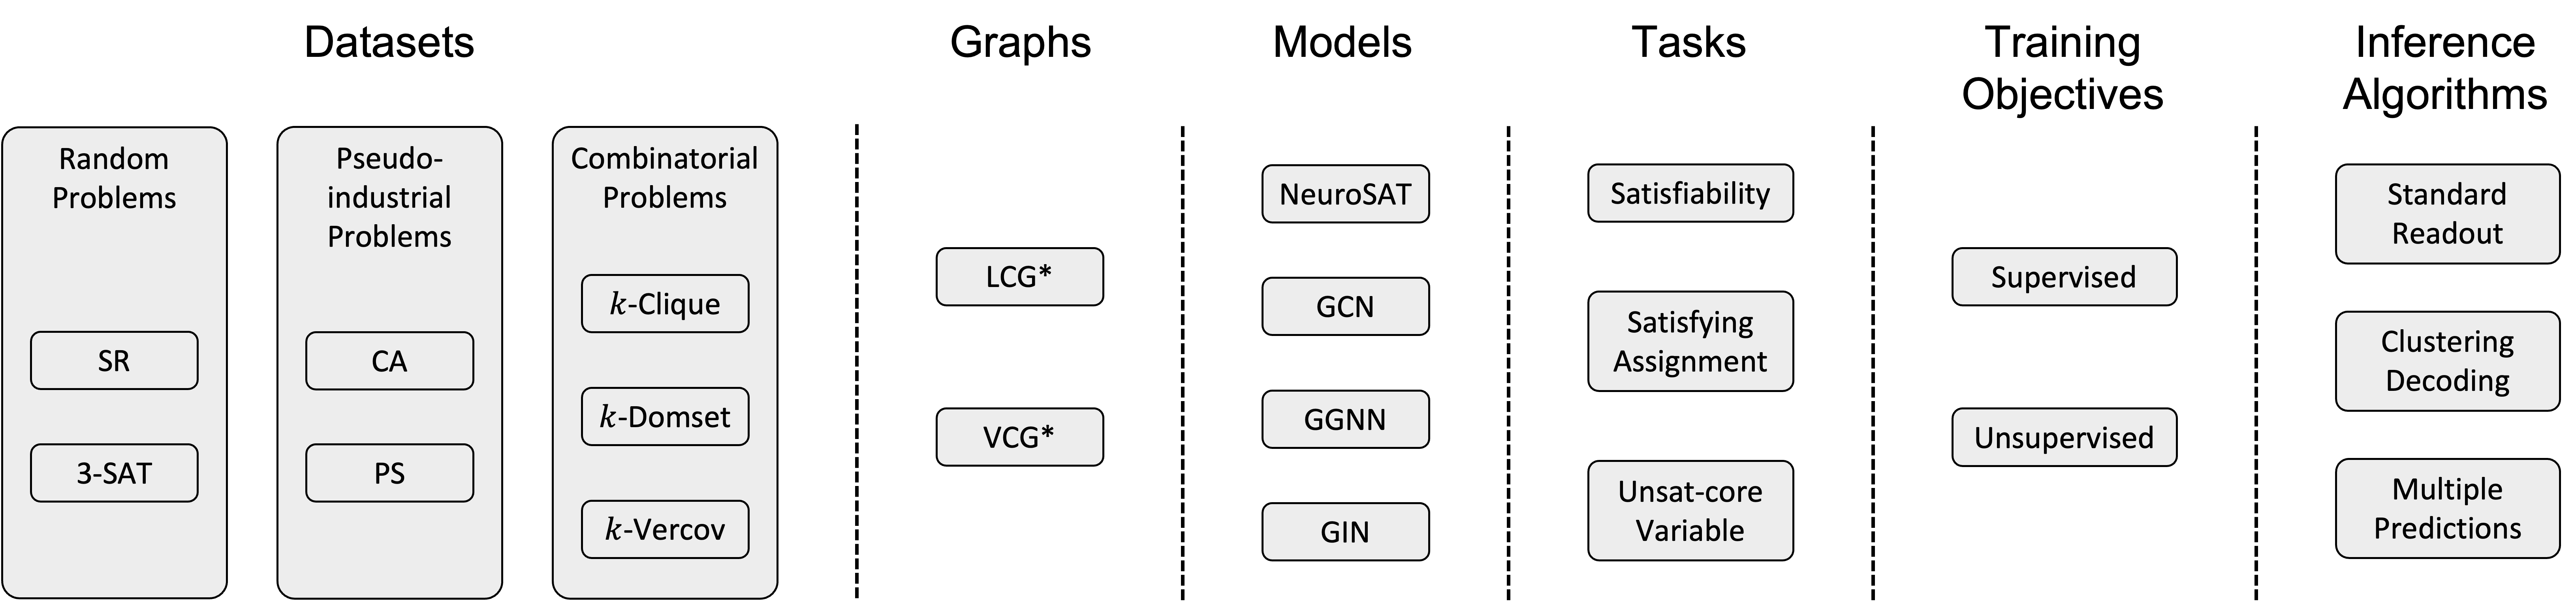 Datasets
Random
Problems
SR
3-SAT
Pseudo-
industrial
Problems
CA
PS
Combinatorial
Problems
k-Clique
k-Domset
k-Vercov
Graphs
LCG*
VCG*
Models
NeuroSAT
GCN
GGNN
GIN
Tasks
Satisfiability
Satisfying
Assignment
Unsat-core
Variable
Training
Objectives
Supervised
Unsupervised
Inference
Algorithms
Standard
Readout
Clustering
Decoding
Multiple
Predictions